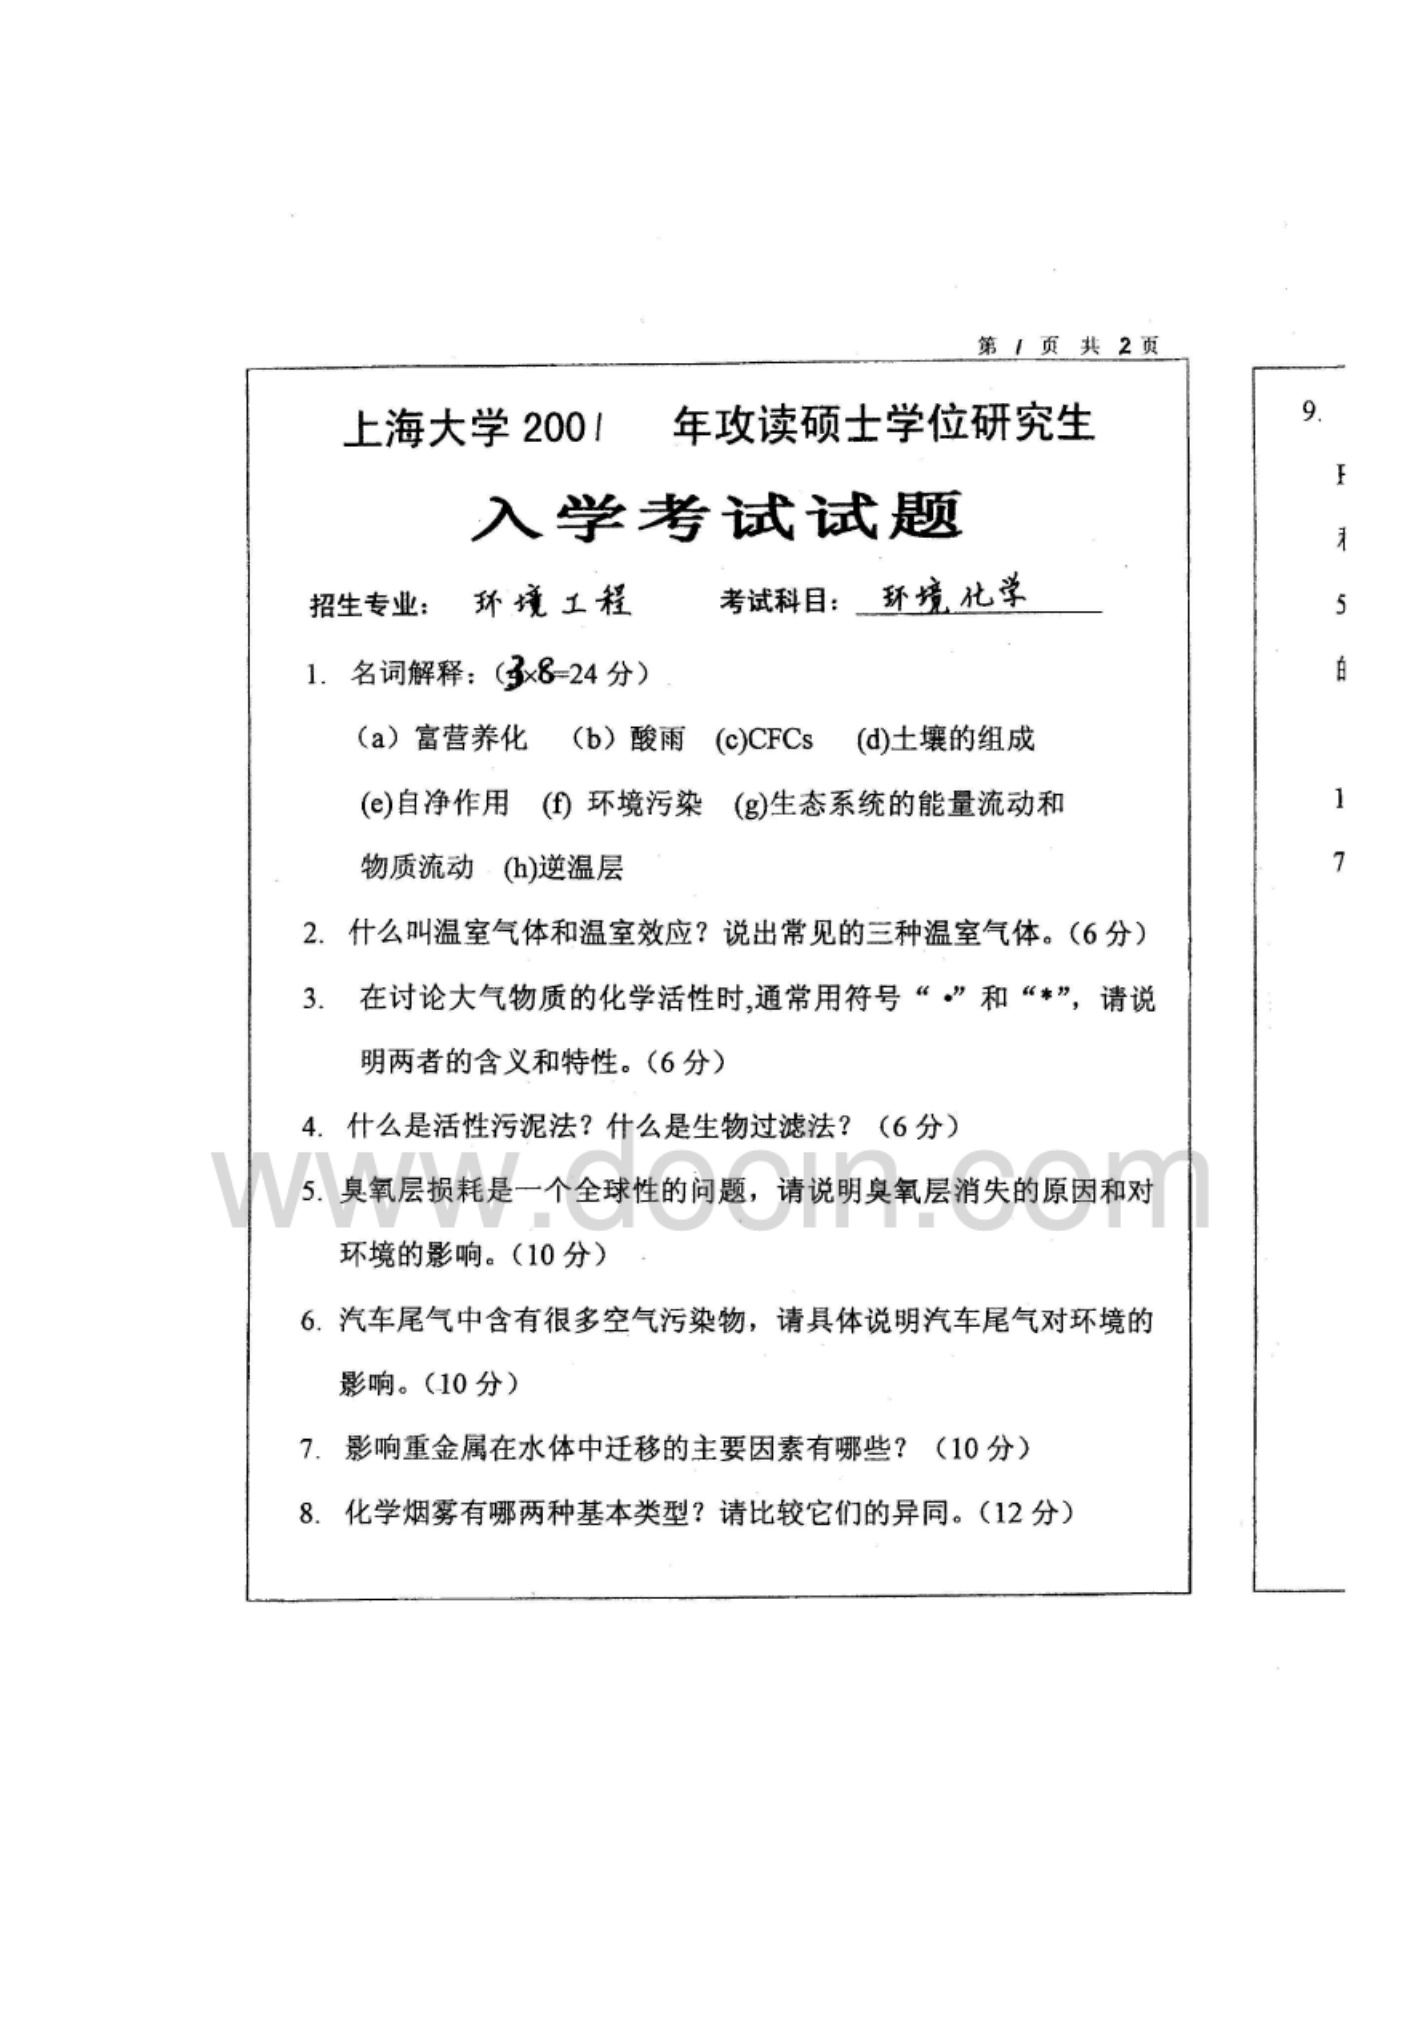 第 1 页 共 2 页
上海大学 2001 年攻读硕士学位研究生
入学考试试题
招生专业： 环境工程 考试科目： 环境化学
1. 名词解释：（3×8=24 分）
（a）富营养化 （b）酸雨 (c)CFCs (d)土壤的组成
(e)自净作用 (f) 环境污染 (g)生态系统的能量流动和
物质流动 (h)逆温层
2. 什么叫温室气体和温室效应？说出常见的三种温室气体。（6 分）
3. 在讨论大气物质的化学活性时,通常用符号“ •”和“*”，请说
明两者的含义和特性。（6 分）
4. 什么是活性污泥法？什么是生物过滤法？（6 分）
www.docin.com
5. 臭氧层损耗是一个全球性的问题，请说明臭氧层消失的原因和对
环境的影响。（10 分）
6. 汽车尾气中含有很多空气污染物，请具体说明汽车尾气对环境的
影响。（10 分）
7. 影响重金属在水体中迁移的主要因素有哪些？（10 分）
8. 化学烟雾有哪两种基本类型？请比较它们的异同。（12 分）
9.
5
1
7